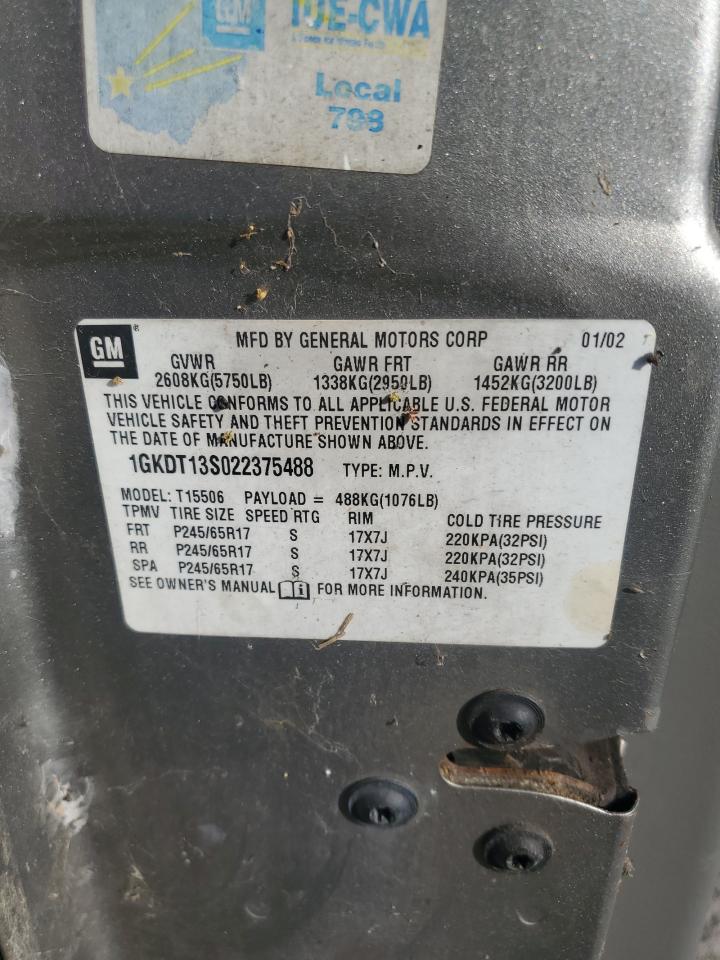 GM IUE-CWA
Local
798
GM
MFD BY GENERAL MOTORS CORP 01/02
GVWR GAWR FRT GAWR RR
2608KG(5750LB) 1338KG(2950LB) 1452KG(3200LB)
THIS VEHICLE CONFORMS TO ALL APPLICABLE U.S. FEDERAL MOTOR
VEHICLE SAFETY AND THEFT PREVENTION STANDARDS IN EFFECT ON
THE DATE OF MANUFACTURE SHOWN ABOVE.
1GKDT13S022375488 TYPE: M.P.V.
MODEL: T15506 PAYLOAD = 488KG(1076LB)
TPMV TIRE SIZE SPEED RTG RIM COLD TIRE PRESSURE
FRT P245/65R17 S 17X7J 220KPA(32PSI)
RR P245/65R17 S 17X7J 220KPA(32PSI)
SPA P245/65R17 S 17X7J 240KPA(35PSI)
SEE OWNER'S MANUAL i FOR MORE INFORMATION.